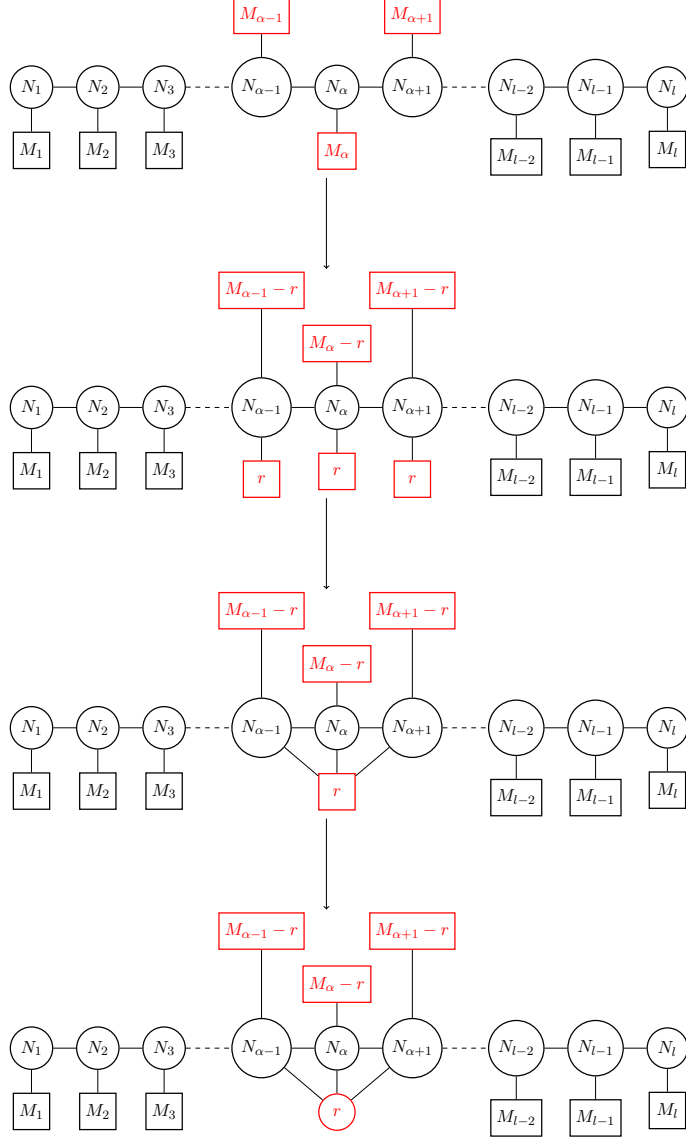 M_{α−1} M_{α+1}
N_1 N_2 N_3 N_{α−1} N_α N_{α+1} N_{l−2} N_{l−1} N_l
M_1 M_2 M_3 M_α M_{l−2} M_{l−1} M_l
M_{α−1} − r M_{α+1} − r
M_α − r
N_1 N_2 N_3 N_{α−1} N_α N_{α+1} N_{l−2} N_{l−1} N_l
M_1 M_2 M_3 r r r M_{l−2} M_{l−1} M_l
M_{α−1} − r M_{α+1} − r
M_α − r
N_1 N_2 N_3 N_{α−1} N_α N_{α+1} N_{l−2} N_{l−1} N_l
M_1 M_2 M_3 r M_{l−2} M_{l−1} M_l
M_{α−1} − r M_{α+1} − r
M_α − r
N_1 N_2 N_3 N_{α−1} N_α N_{α+1} N_{l−2} N_{l−1} N_l
M_1 M_2 M_3 r M_{l−2} M_{l−1} M_l